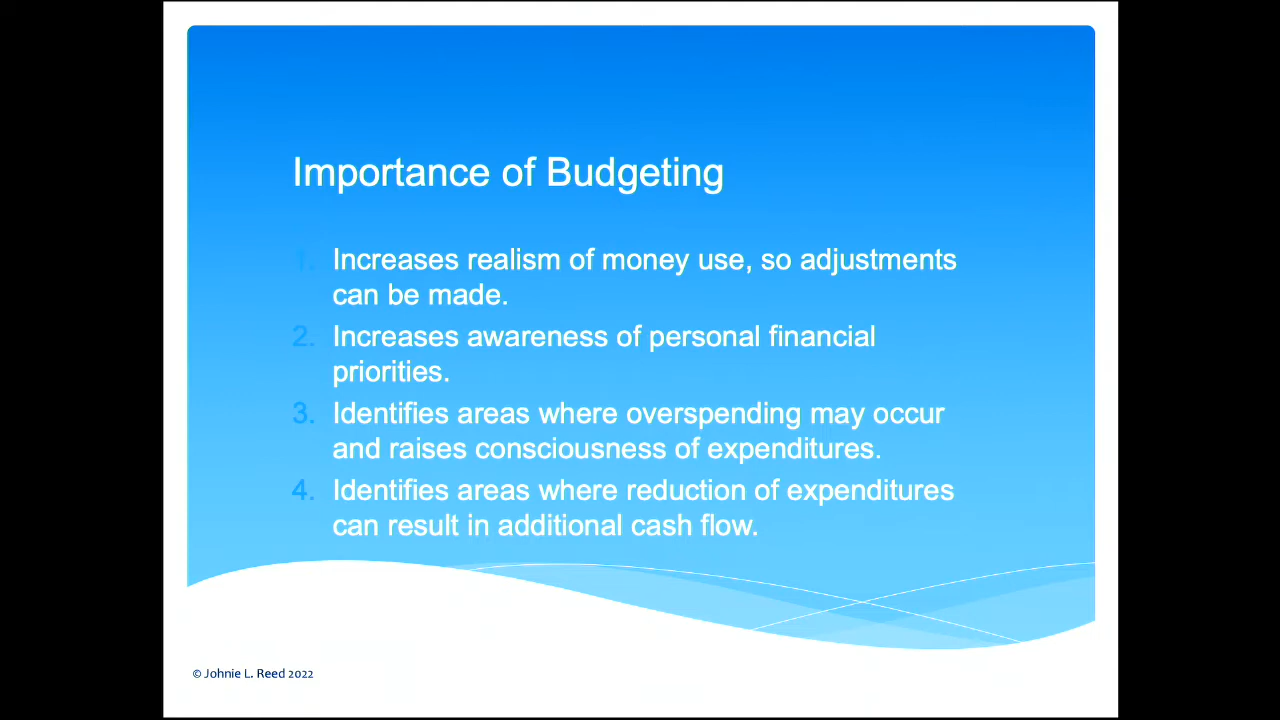 Importance of Budgeting
1. Increases realism of money use, so adjustments
can be made.
2. Increases awareness of personal financial
priorities.
3. Identifies areas where overspending may occur
and raises consciousness of expenditures.
4. Identifies areas where reduction of expenditures
can result in additional cash flow.
© Johnie L. Reed 2022